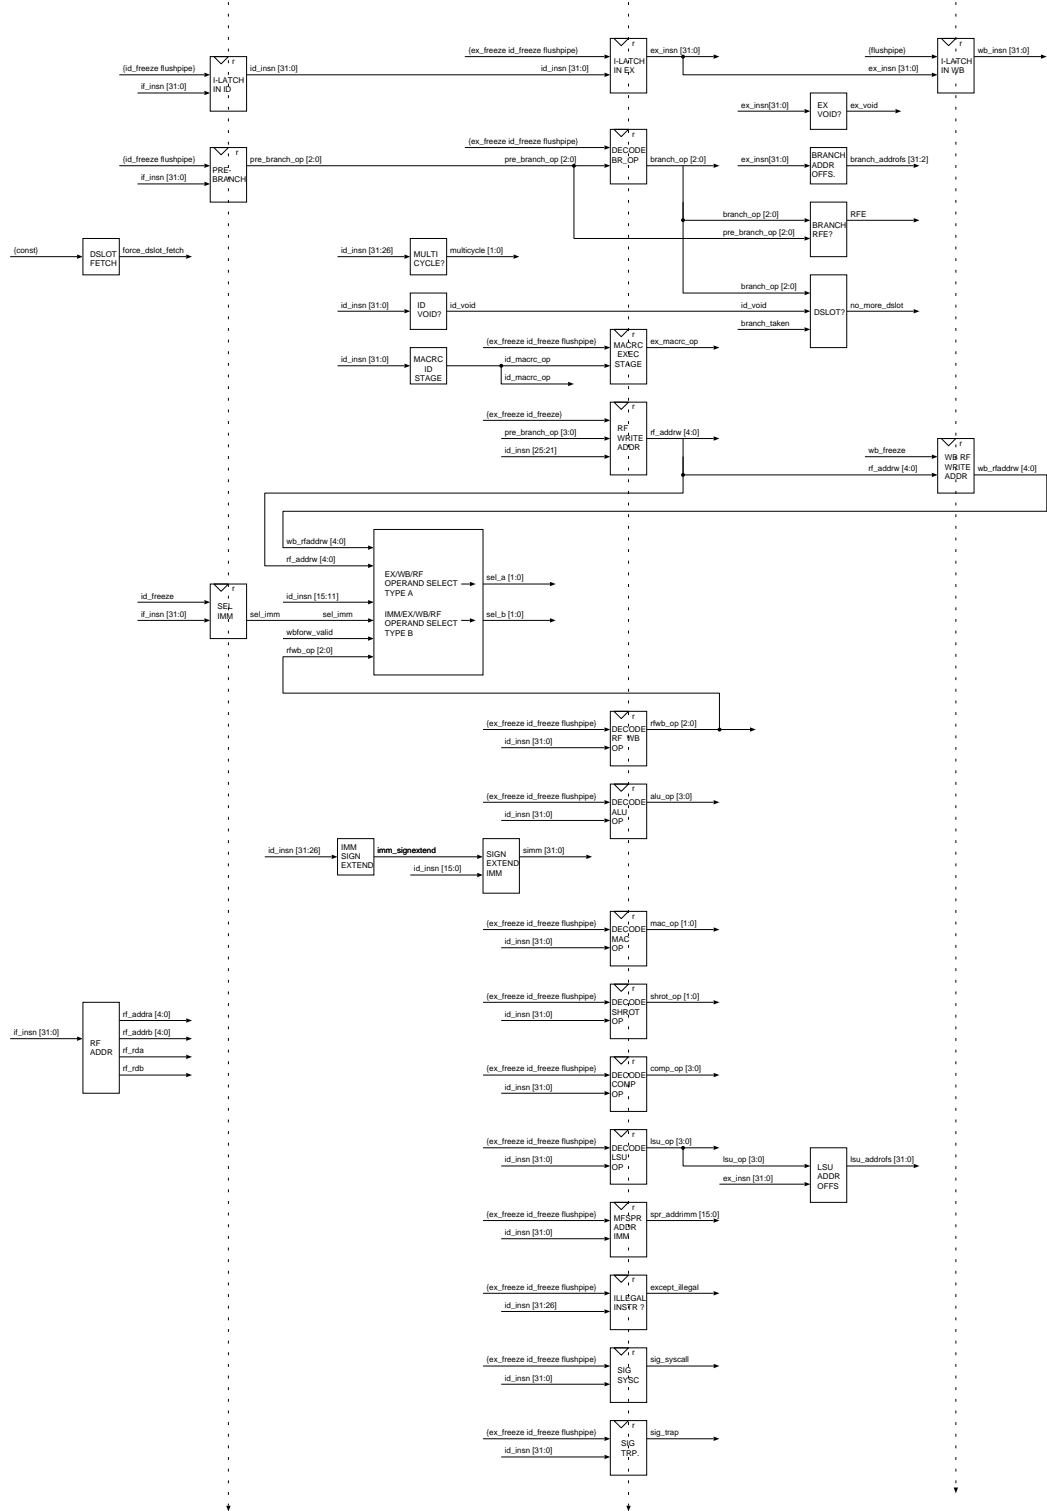 {ex_freeze id_freeze flushpipe}
r
ex_insn [31:0]
{flushpipe}
r
wb_insn [31:0]
{id_freeze flushpipe}
r
id_insn [31:0]
id_insn [31:0]
I-LATCH
IN EX
ex_insn [31:0]
I-LATCH
IN WB
if_insn [31:0]
I-LATCH
IN ID
ex_insn[31:0]
EX
VOID?
ex_void
{ex_freeze id_freeze flushpipe}
r
DECODE
BR_OP
{id_freeze flushpipe}
r
pre_branch_op [2:0]
pre_branch_op [2:0]
branch_op [2:0]
ex_insn[31:0]
BRANCH
ADDR
OFFS.
branch_addrofs [31:2]
if_insn [31:0]
PRE-
BRANCH
branch_op [2:0]
BRANCH
RFE?
RFE
pre_branch_op [2:0]
{const}
DSLOT
FETCH
force_dslot_fetch
id_insn [31:26]
MULTI
CYCLE?
multicycle [1:0]
branch_op [2:0]
id_insn [31:0]
ID
VOID?
id_void
id_void
DSLOT?
no_more_dslot
branch_taken
{ex_freeze id_freeze flushpipe}
r
MACRC
EXEC
STAGE
ex_macrc_op
id_insn [31:0]
MACRC
ID
STAGE
id_macrc_op
id_macrc_op
{ex_freeze id_freeze}
r
RF
WRITE
ADDR
pre_branch_op [3:0]
rf_addrw [4:0]
id_insn [25:21]
wb_freeze
r
WB RF
WRITE
ADDR
rf_addrw [4:0]
wb_rfaddrw [4:0]
wb_rfaddrw [4:0]
rf_addrw [4:0]
EX/WB/RF
OPERAND SELECT
TYPE A
sel_a [1:0]
id_freeze
r
SEL
IMM
id_insn [15:11]
if_insn [31:0]
sel_imm
sel_imm
IMM/EX/WB/RF
OPERAND SELECT
TYPE B
sel_b [1:0]
wbforw_valid
rfwb_op [2:0]
{ex_freeze id_freeze flushpipe}
r
DECODE
RF WB
OP
rfwb_op [2:0]
id_insn [31:0]
{ex_freeze id_freeze flushpipe}
r
DECODE
ALU
OP
alu_op [3:0]
id_insn [31:0]
id_insn [31:26]
IMM
SIGN
EXTEND
imm_signextend
SIGN
EXTEND
IMM
simm [31:0]
id_insn [15:0]
{ex_freeze id_freeze flushpipe}
r
DECODE
MAC
OP
mac_op [1:0]
id_insn [31:0]
{ex_freeze id_freeze flushpipe}
r
DECODE
SHROT
OP
shrot_op [1:0]
id_insn [31:0]
if_insn [31:0]
RF
ADDR
rf_addra [4:0]
rf_addrb [4:0]
rf_rda
rf_rdb
{ex_freeze id_freeze flushpipe}
r
DECODE
COMP
OP
comp_op [3:0]
id_insn [31:0]
{ex_freeze id_freeze flushpipe}
r
DECODE
LSU
OP
lsu_op [3:0]
id_insn [31:0]
lsu_op [3:0]
ex_insn [31:0]
LSU
ADDR
OFFS
lsu_addrofs [31:0]
{ex_freeze id_freeze flushpipe}
r
MFSPR
ADDR
IMM
spr_addrimm [15:0]
id_insn [31:0]
{ex_freeze id_freeze flushpipe}
r
ILLEGAL
INSTR ?
except_illegal
id_insn [31:26]
{ex_freeze id_freeze flushpipe}
r
SIG
SYSC
sig_syscall
id_insn [31:0]
{ex_freeze id_freeze flushpipe}
r
SIG
TRP.
sig_trap
id_insn [31:0]